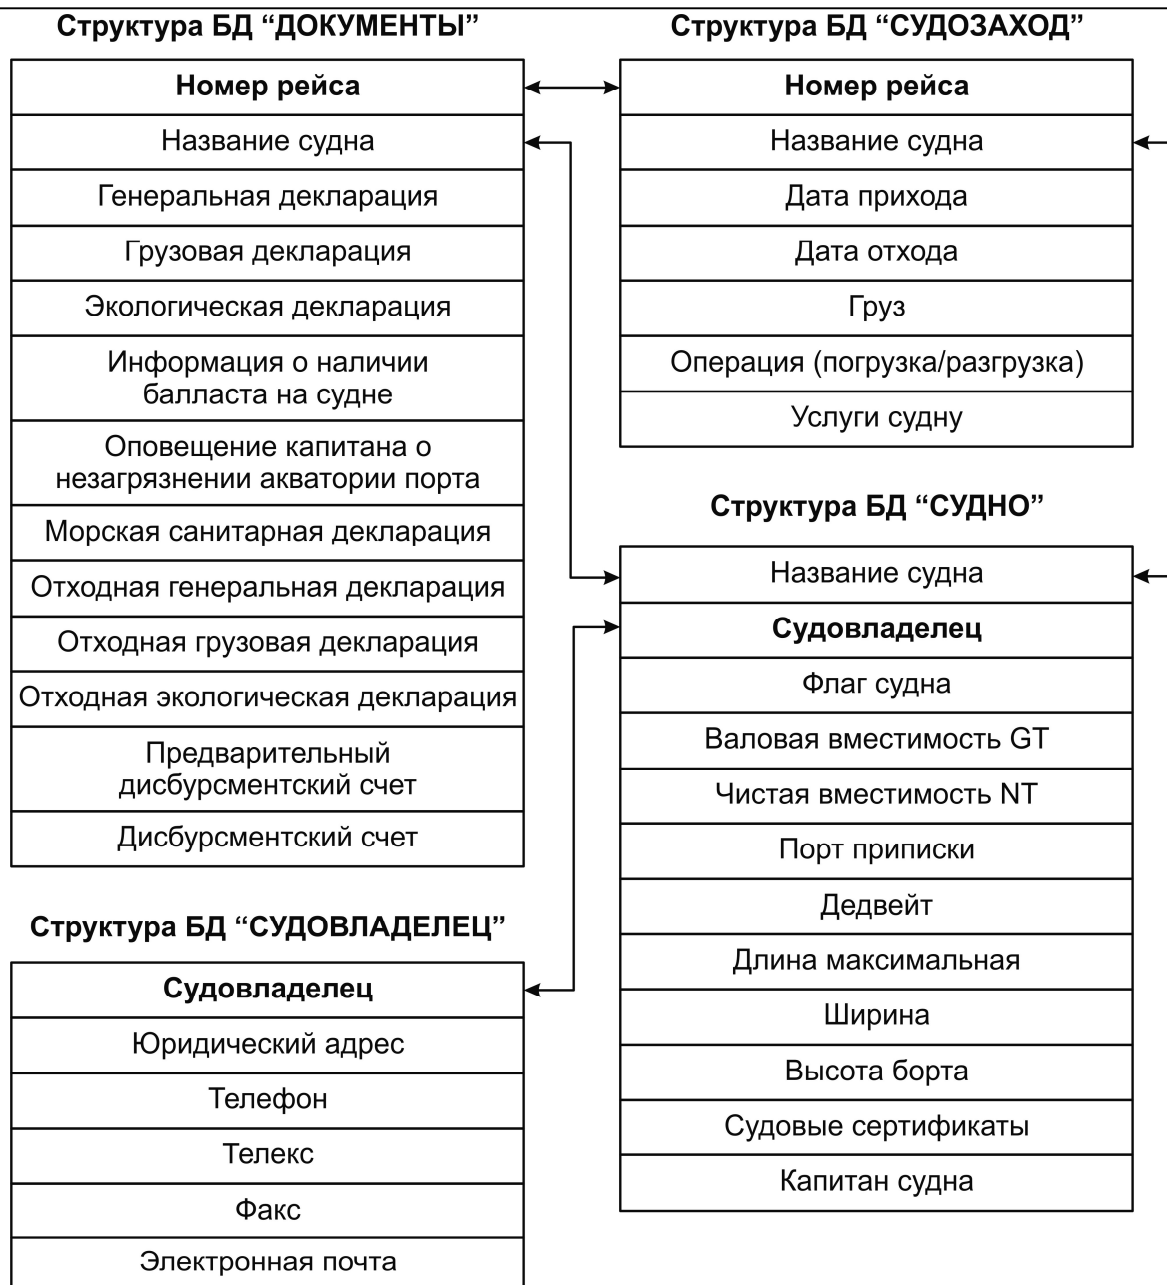 Структура БД “ДОКУМЕНТЫ”
Номер рейса
Название судна
Генеральная декларация
Грузовая декларация
Экологическая декларация
Информация о наличии
балласта на судне
Оповещение капитана о
незагрязнении акватории порта
Морская санитарная декларация
Отходная генеральная декларация
Отходная грузовая декларация
Отходная экологическая декларация
Предварительный
дисбурсментский счет
Дисбурсментский счет
Структура БД “СУДОВЛАДЕЛЕЦ”
Судовладелец
Юридический адрес
Телефон
Телекс
Факс
Электронная почта
Структура БД “СУДОЗАХОД”
Номер рейса
Название судна
Дата прихода
Дата отхода
Груз
Операция (погрузка/разгрузка)
Услуги судну
Структура БД “СУДНО”
Название судна
Судовладелец
Флаг судна
Валовая вместимость GT
Чистая вместимость NT
Порт приписки
Дедвейт
Длина максимальная
Ширина
Высота борта
Судовые сертификаты
Капитан судна